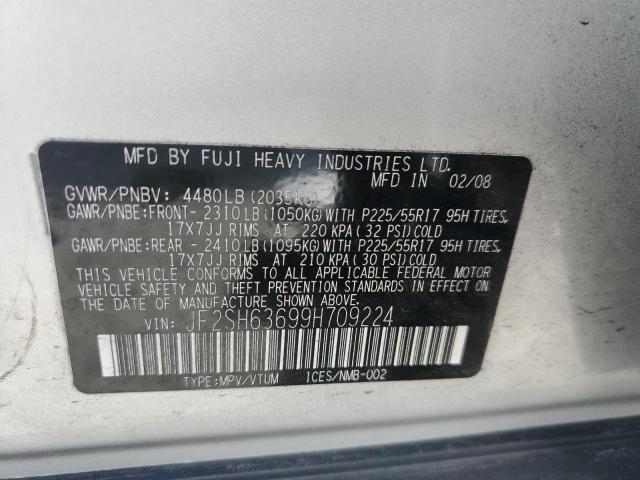 MFD BY FUJI HEAVY INDUSTRIES LTD.
MFD IN 02/08
GVWR/PNBV: 4480LB(2035KG)
GAWR/PNBE:FRONT- 2310LB(1050KG)WITH P225/55R17 95H TIRES,
17X7JJ RIMS AT 220 KPA(32 PSI)COLD
GAWR/PNBE:REAR - 2410LB(1095KG)WITH P225/55R17 95H TIRES,
17X7JJ RIMS AT 210 KPA(30 PSI)COLD
THIS VEHICLE CONFORMS TO ALL APPLICABLE FEDERAL MOTOR
VEHICLE SAFETY AND THEFT PREVENTION STANDARDS IN EFFECT
ON THE DATE OF MANUFACTURE SHOWN ABOVE.
VIN: JF2SH63699H709224
TYPE:MPV/VTUM ICES/NMB-002